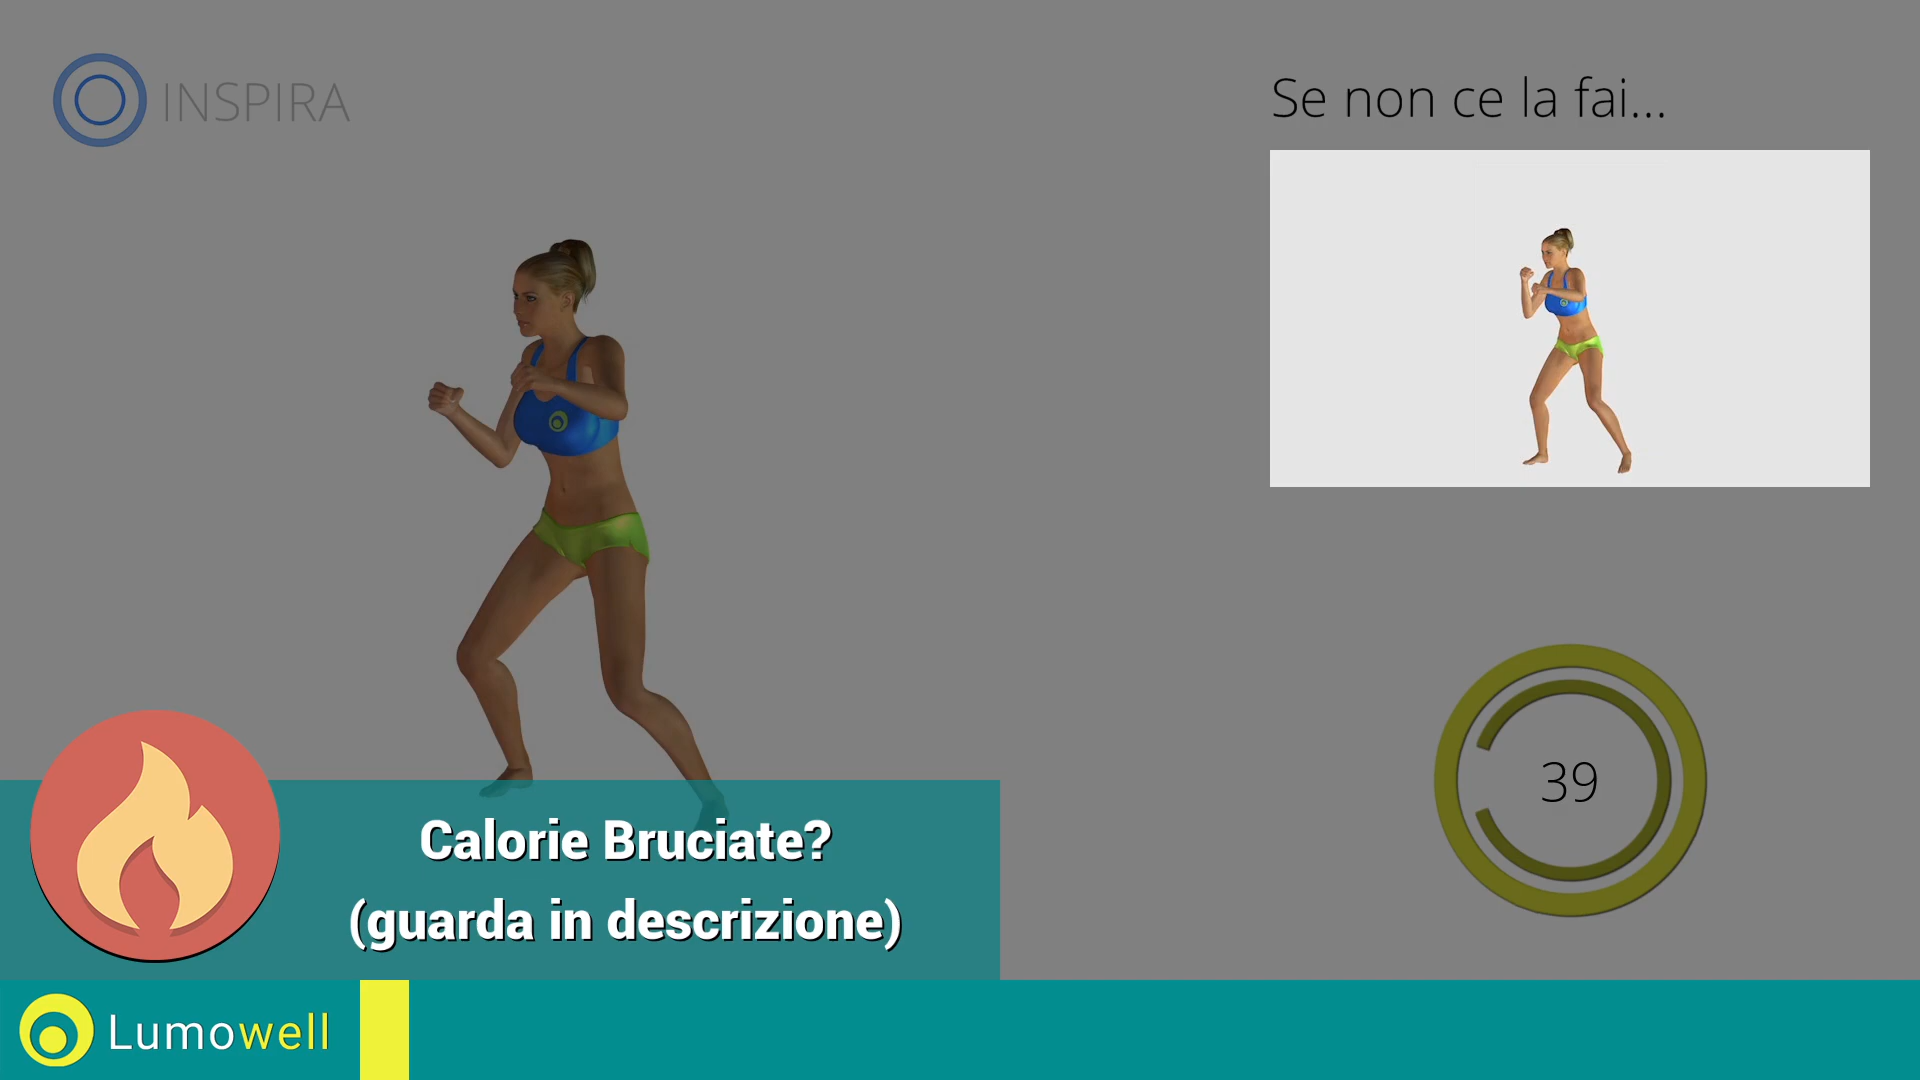 INSPIRA
Se non ce la fai...
39
Calorie Bruciate?
(guarda in descrizione)
Lumowell